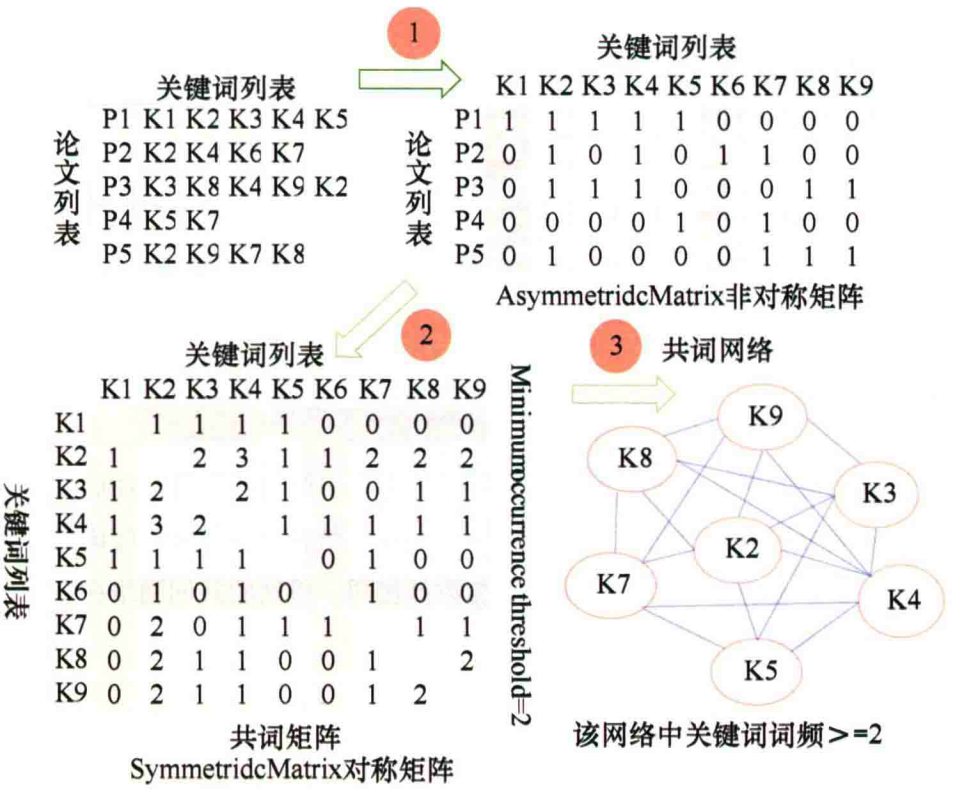 1
关键词列表
论文列表
P1 K1 K2 K3 K4 K5
P2 K2 K4 K6 K7
P3 K3 K8 K4 K9 K2
P4 K5 K7
P5 K2 K9 K7 K8
关键词列表
K1 K2 K3 K4 K5 K6 K7 K8 K9
论文列表
P1 1 1 1 1 1 0 0 0 0
P2 0 1 0 1 0 1 1 0 0
P3 0 1 1 1 0 0 0 1 1
P4 0 0 0 0 1 0 1 0 0
P5 0 1 0 0 0 0 1 1 1
AsymmetridcMatrix非对称矩阵
2
关键词列表
K1 K2 K3 K4 K5 K6 K7 K8 K9
关键词列表
K1 1 1 1 1 0 0 0 0
K2 1 2 3 1 1 2 2 2
K3 1 2 2 1 0 0 1 1
K4 1 3 2 1 1 1 1 1
K5 1 1 1 1 0 1 0 0
K6 0 1 0 1 0 1 0 0
K7 0 2 0 1 1 1 1 1
K8 0 2 1 1 0 0 1 2
K9 0 2 1 1 0 0 1 2
共词矩阵
SymmetridcMatrix对称矩阵
Minimumoccurrence threshold=2
3
共词网络
K9
K8
K3
K2
K7
K4
K5
该网络中关键词词频>=2